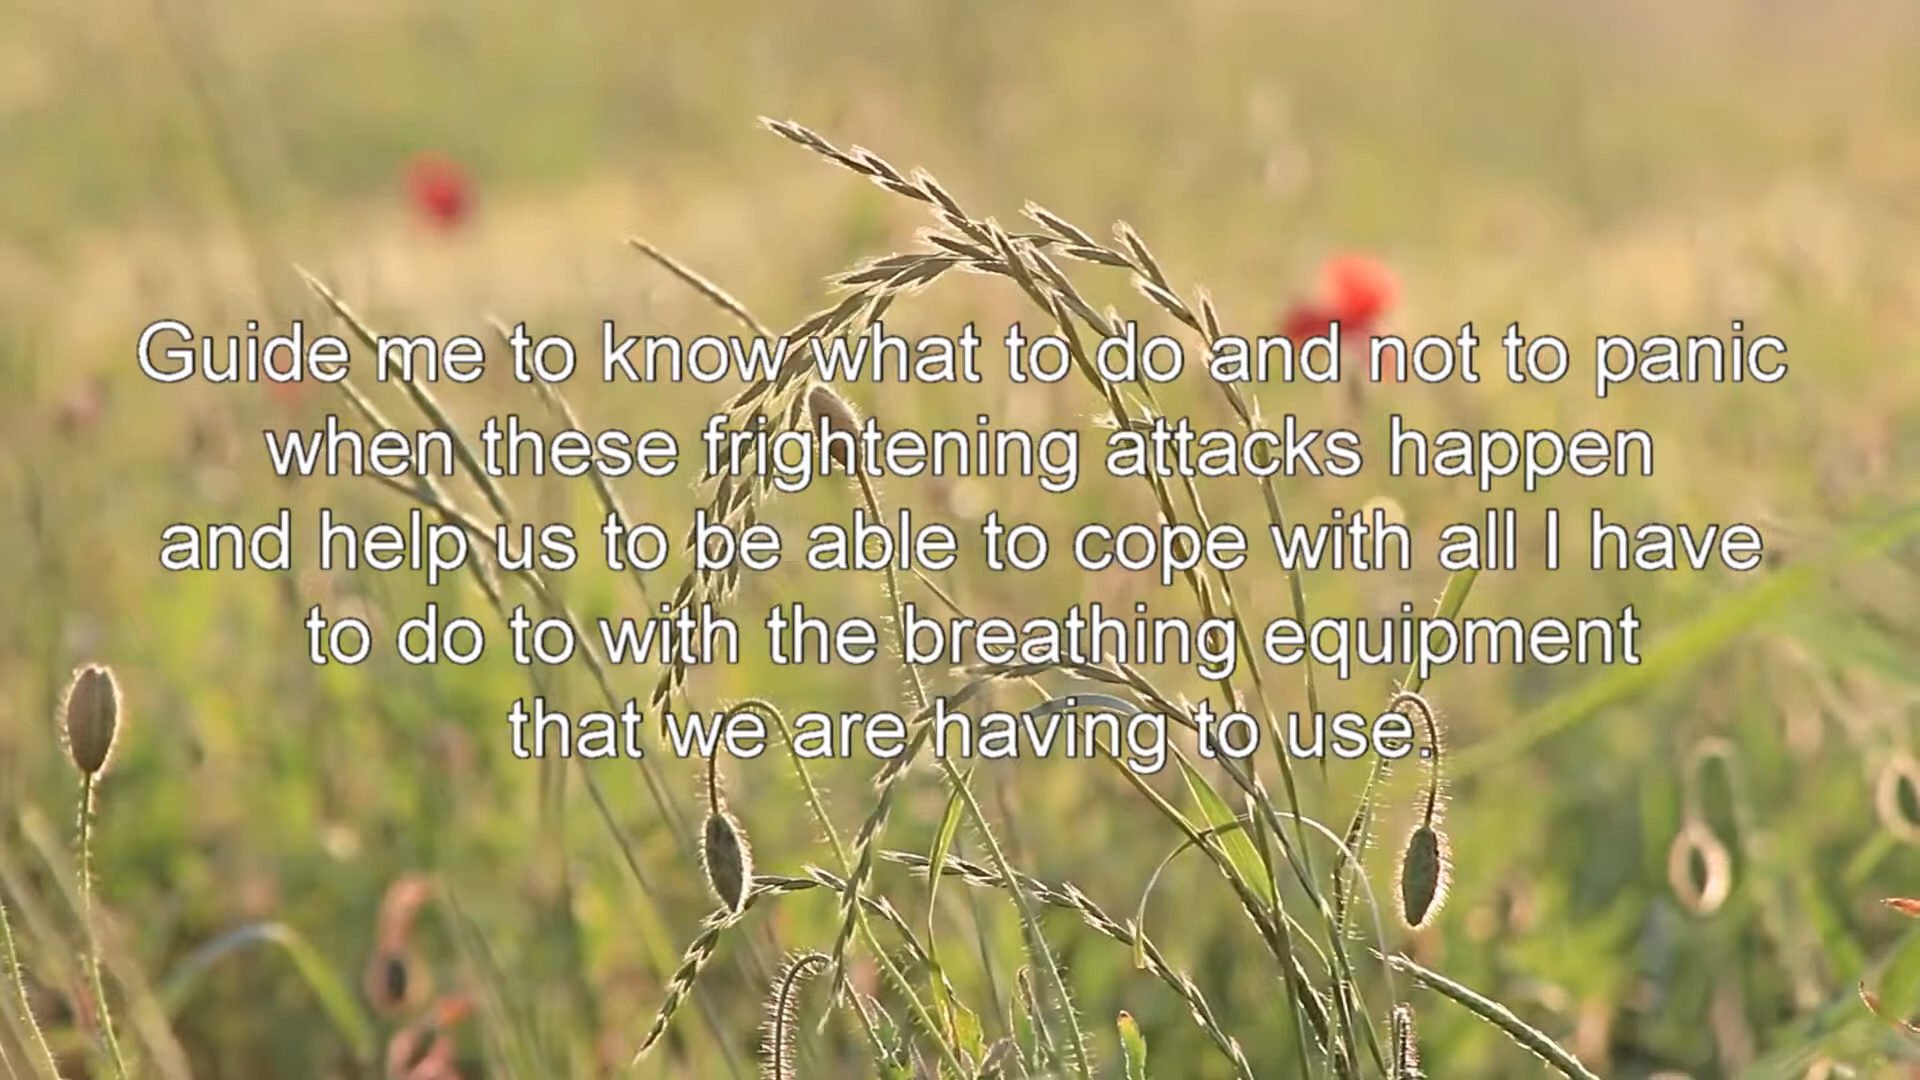 Guide me to know what to do and not to panic
when these frightening attacks happen
and help us to be able to cope with all I have
to do to with the breathing equipment
that we are having to use.